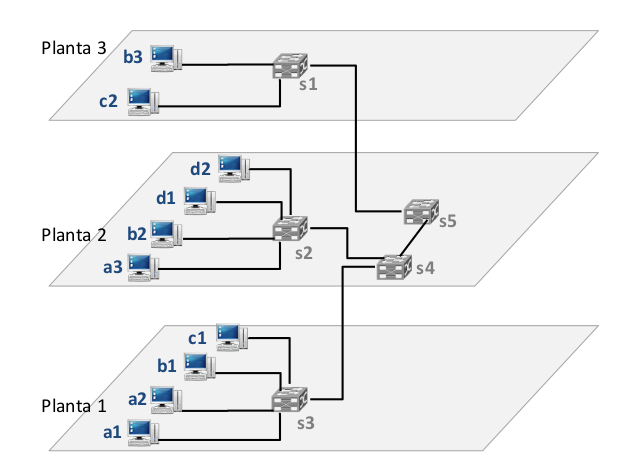 Planta 3
b3
s1
c2
d2
d1
s5
b2
Planta 2
s2
a3
s4
c1
b1
a2
Planta 1
s3
a1